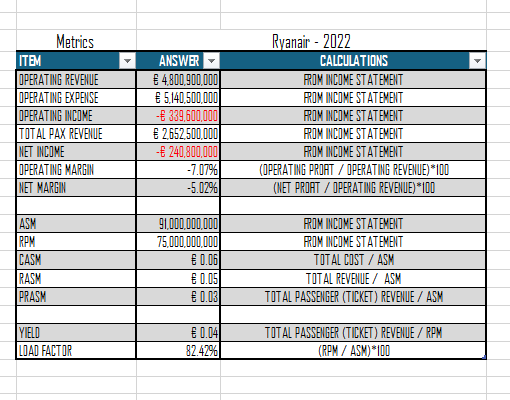 Metrics Ryanair - 2022
ITEM ANSWER CALCULATIONS
OPERATING REVENUE € 4,800,900,000 FROM INCOME STATEMENT
OPERATING EXPENSE € 5,140,500,000 FROM INCOME STATEMENT
OPERATING INCOME -€ 339,600,000 FROM INCOME STATEMENT
TOTAL PAX REVENUE € 2,652,500,000 FROM INCOME STATEMENT
NET INCOME -€ 240,800,000 FROM INCOME STATEMENT
OPERATING MARGIN -7.07% (OPERATING PROFIT / OPERATING REVENUE)*100
NET MARGIN -5.02% (NET PROFIT / OPERATING REVENUE)*100
ASM 91,000,000,000 FROM INCOME STATEMENT
RPM 75,000,000,000 FROM INCOME STATEMENT
CASM € 0.06 TOTAL COST / ASM
RASM € 0.05 TOTAL REVENUE / ASM
PRASM € 0.03 TOTAL PASSENGER (TICKET) REVENUE / ASM
YIELD € 0.04 TOTAL PASSENGER (TICKET) REVENUE / RPM
LOAD FACTOR 82.42% (RPM / ASM)*100